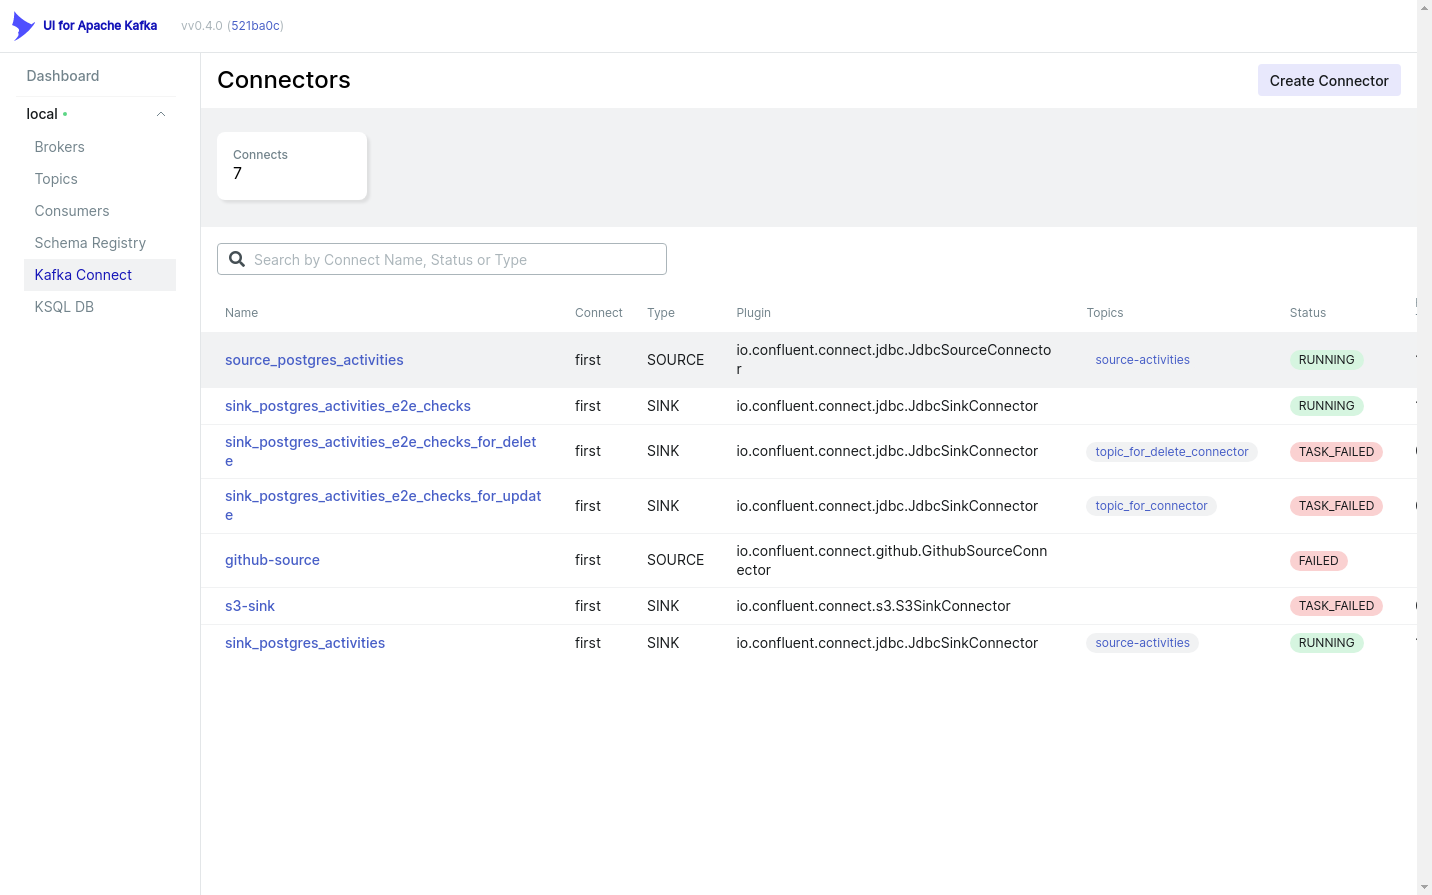 UI for Apache Kafka vv0.4.0 (521ba0c)
Dashboard
local
Brokers
Topics
Consumers
Schema Registry
Kafka Connect
KSQL DB
Connectors
Create Connector
Connects
7
Search by Connect Name, Status or Type
Name Connect Type Plugin Topics Status
source_postgres_activities first SOURCE io.confluent.connect.jdbc.JdbcSourceConnecto
r source-activities RUNNING
sink_postgres_activities_e2e_checks first SINK io.confluent.connect.jdbc.JdbcSinkConnector RUNNING
sink_postgres_activities_e2e_checks_for_delet
e first SINK io.confluent.connect.jdbc.JdbcSinkConnector topic_for_delete_connector TASK_FAILED
sink_postgres_activities_e2e_checks_for_updat
e first SINK io.confluent.connect.jdbc.JdbcSinkConnector topic_for_connector TASK_FAILED
github-source first SOURCE io.confluent.connect.github.GithubSourceConn
ector FAILED
s3-sink first SINK io.confluent.connect.s3.S3SinkConnector TASK_FAILED
sink_postgres_activities first SINK io.confluent.connect.jdbc.JdbcSinkConnector source-activities RUNNING